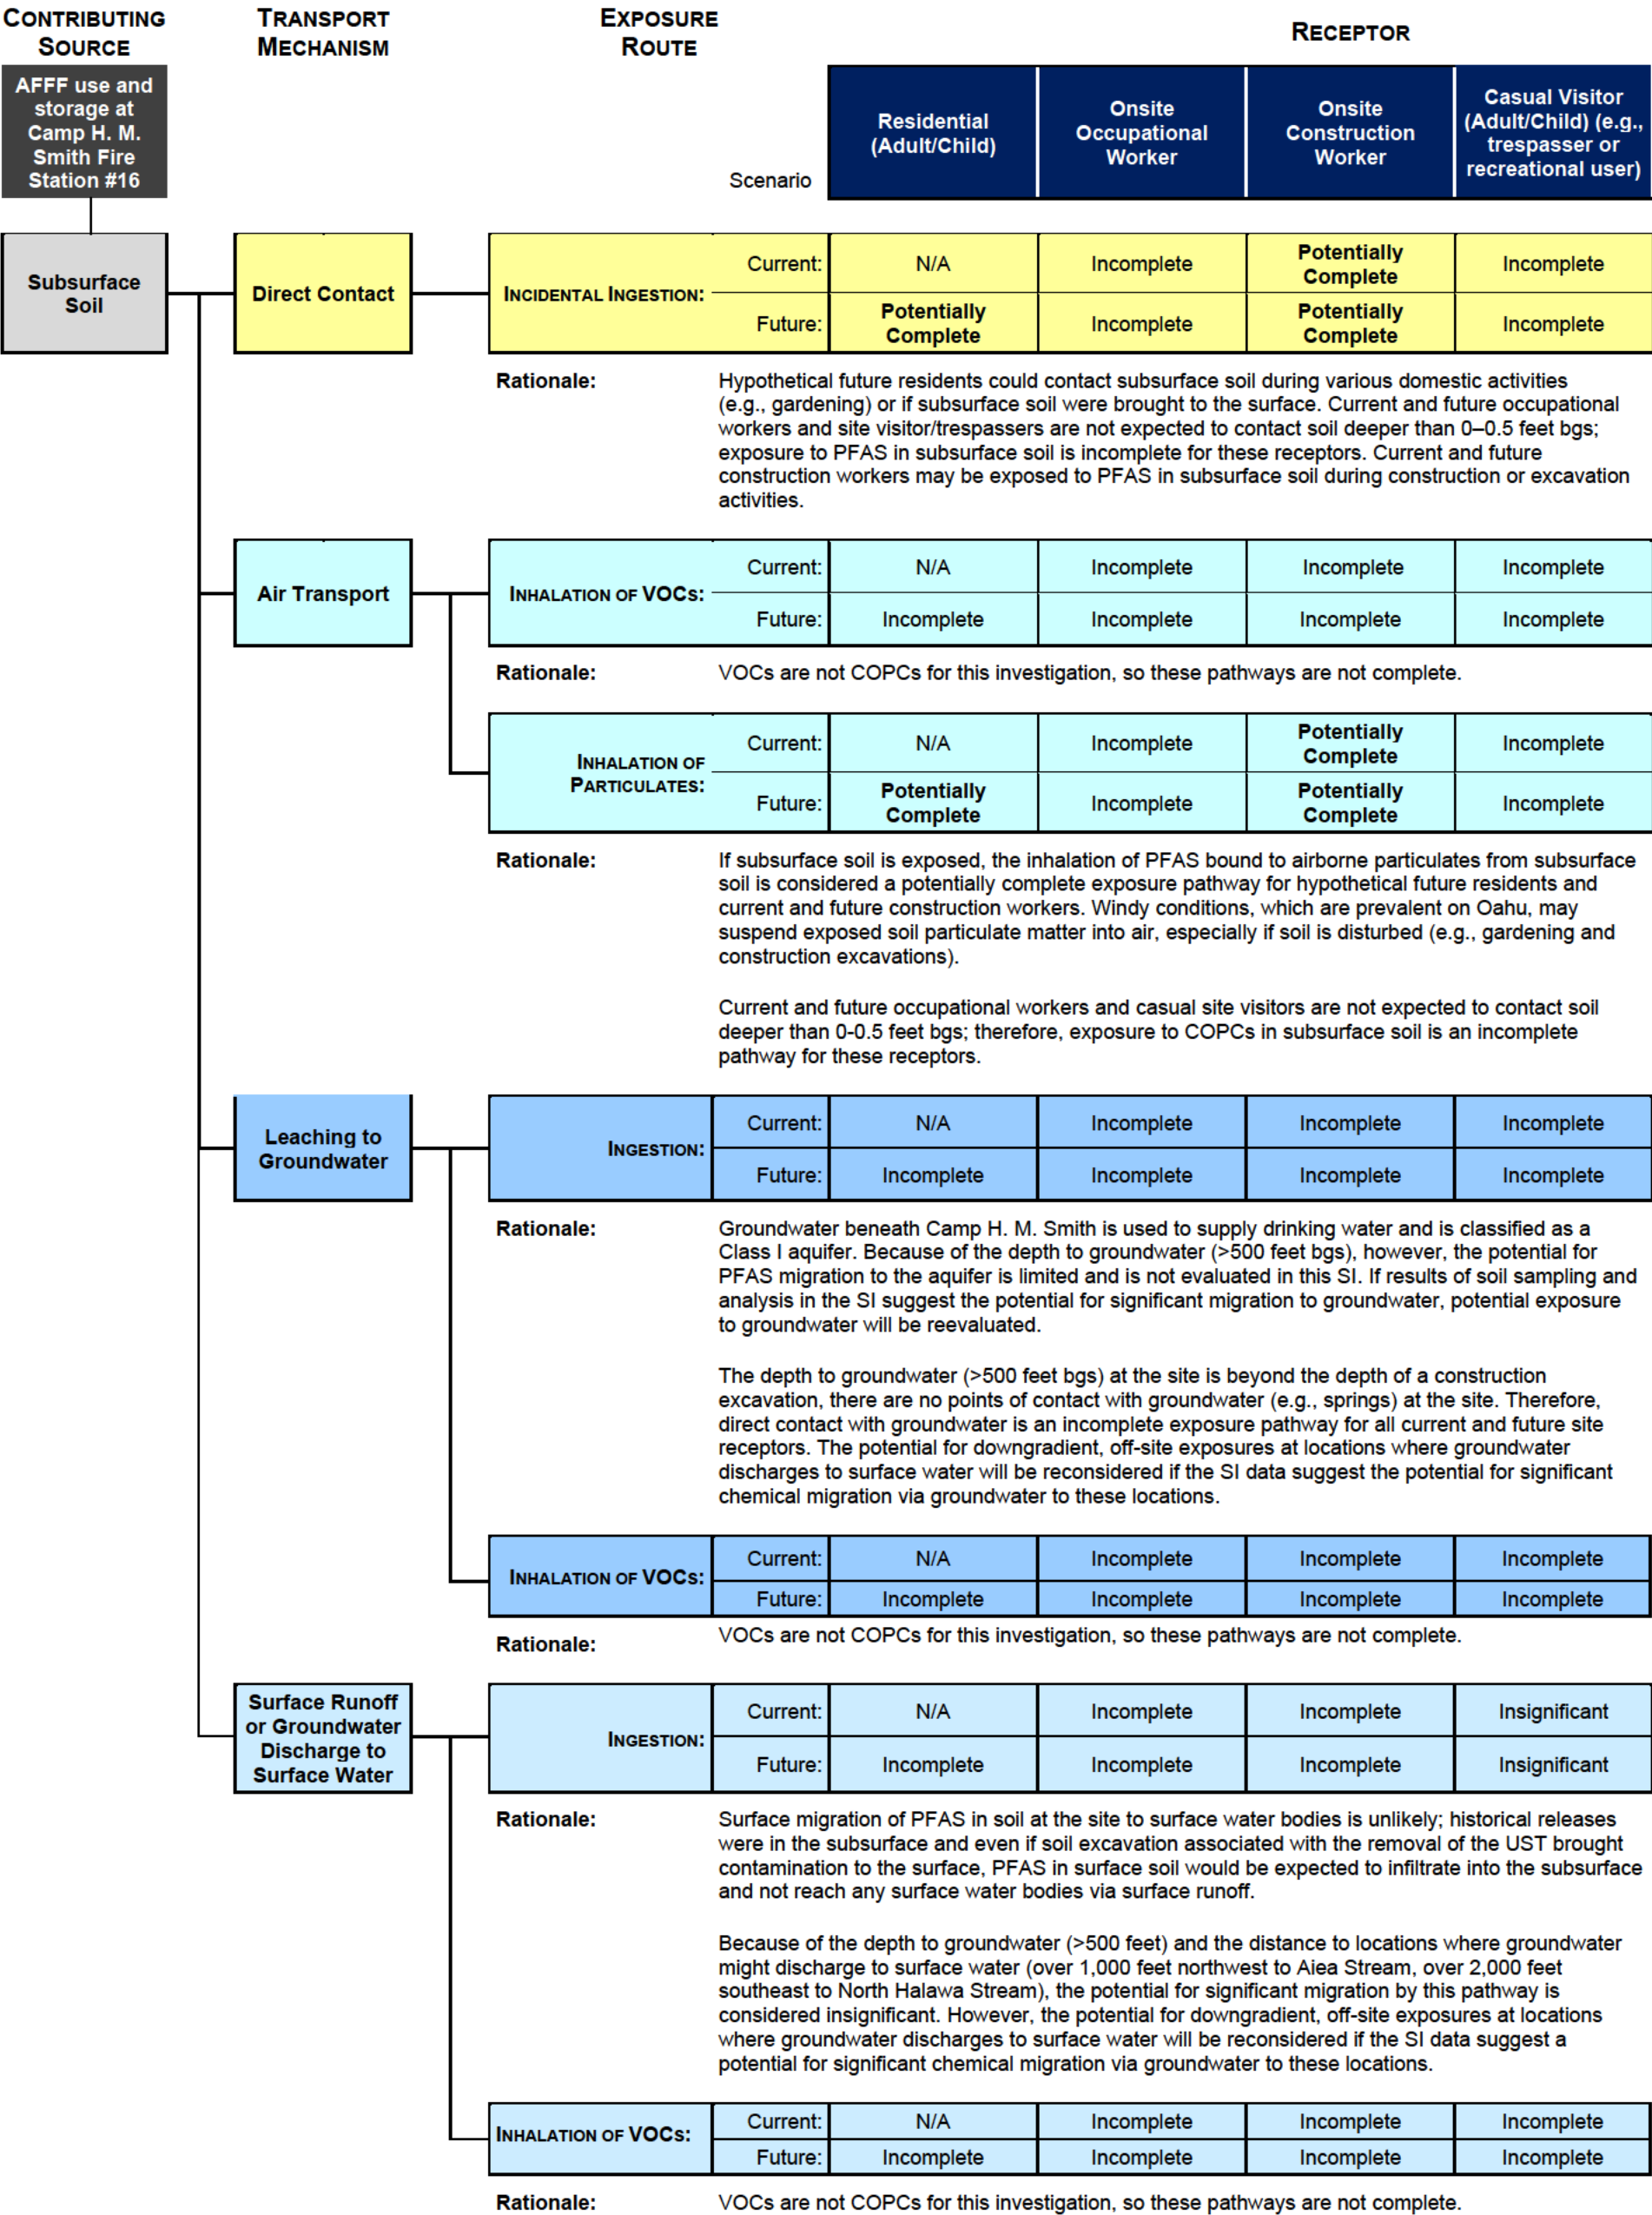 CONTRIBUTING SOURCE
TRANSPORT MECHANISM
EXPOSURE ROUTE
RECEPTOR
AFFF use and
storage at
Camp H. M.
Smith Fire
Station #16
Scenario
Residential
(Adult/Child)
Onsite
Occupational
Worker
Onsite
Construction
Worker
Casual Visitor
(Adult/Child) (e.g.,
trespasser or
recreational user)
Subsurface
Soil
Direct Contact
INCIDENTAL INGESTION:
Current: N/A Incomplete Potentially Complete Incomplete
Future: Potentially Complete Incomplete Potentially Complete Incomplete
Rationale:
Hypothetical future residents could contact subsurface soil during various domestic activities
(e.g., gardening) or if subsurface soil were brought to the surface. Current and future occupational
workers and site visitor/trespassers are not expected to contact soil deeper than 0–0.5 feet bgs;
exposure to PFAS in subsurface soil is incomplete for these receptors. Current and future
construction workers may be exposed to PFAS in subsurface soil during construction or excavation
activities.
Air Transport
INHALATION OF VOCS:
Current: N/A Incomplete Incomplete Incomplete
Future: Incomplete Incomplete Incomplete Incomplete
Rationale:
VOCs are not COPCs for this investigation, so these pathways are not complete.
INHALATION OF
PARTICULATES:
Current: N/A Incomplete Potentially Complete Incomplete
Future: Potentially Complete Incomplete Potentially Complete Incomplete
Rationale:
If subsurface soil is exposed, the inhalation of PFAS bound to airborne particulates from subsurface
soil is considered a potentially complete exposure pathway for hypothetical future residents and
current and future construction workers. Windy conditions, which are prevalent on Oahu, may
suspend exposed soil particulate matter into air, especially if soil is disturbed (e.g., gardening and
construction excavations).
Current and future occupational workers and casual site visitors are not expected to contact soil
deeper than 0-0.5 feet bgs; therefore, exposure to COPCs in subsurface soil is an incomplete
pathway for these receptors.
Leaching to
Groundwater
INGESTION:
Current: N/A Incomplete Incomplete Incomplete
Future: Incomplete Incomplete Incomplete Incomplete
Rationale:
Groundwater beneath Camp H. M. Smith is used to supply drinking water and is classified as a
Class I aquifer. Because of the depth to groundwater (>500 feet bgs), however, the potential for
PFAS migration to the aquifer is limited and is not evaluated in this SI. If results of soil sampling and
analysis in the SI suggest the potential for significant migration to groundwater, potential exposure
to groundwater will be reevaluated.
The depth to groundwater (>500 feet bgs) at the site is beyond the depth of a construction
excavation, there are no points of contact with groundwater (e.g., springs) at the site. Therefore,
direct contact with groundwater is an incomplete exposure pathway for all current and future site
receptors. The potential for downgradient, off-site exposures at locations where groundwater
discharges to surface water will be reconsidered if the SI data suggest the potential for significant
chemical migration via groundwater to these locations.
INHALATION OF VOCS:
Current: N/A Incomplete Incomplete Incomplete
Future: Incomplete Incomplete Incomplete Incomplete
Rationale:
VOCs are not COPCs for this investigation, so these pathways are not complete.
Surface Runoff
or Groundwater
Discharge to
Surface Water
INGESTION:
Current: N/A Incomplete Incomplete Insignificant
Future: Incomplete Incomplete Incomplete Insignificant
Rationale:
Surface migration of PFAS in soil at the site to surface water bodies is unlikely; historical releases
were in the subsurface and even if soil excavation associated with the removal of the UST brought
contamination to the surface, PFAS in surface soil would be expected to infiltrate into the subsurface
and not reach any surface water bodies via surface runoff.
Because of the depth to groundwater (>500 feet) and the distance to locations where groundwater
might discharge to surface water (over 1,000 feet northwest to Aiea Stream, over 2,000 feet
southeast to North Halawa Stream), the potential for significant migration by this pathway is
considered insignificant. However, the potential for downgradient, off-site exposures at locations
where groundwater discharges to surface water will be reconsidered if the SI data suggest a
potential for significant chemical migration via groundwater to these locations.
INHALATION OF VOCS:
Current: N/A Incomplete Incomplete Incomplete
Future: Incomplete Incomplete Incomplete Incomplete
Rationale:
VOCs are not COPCs for this investigation, so these pathways are not complete.